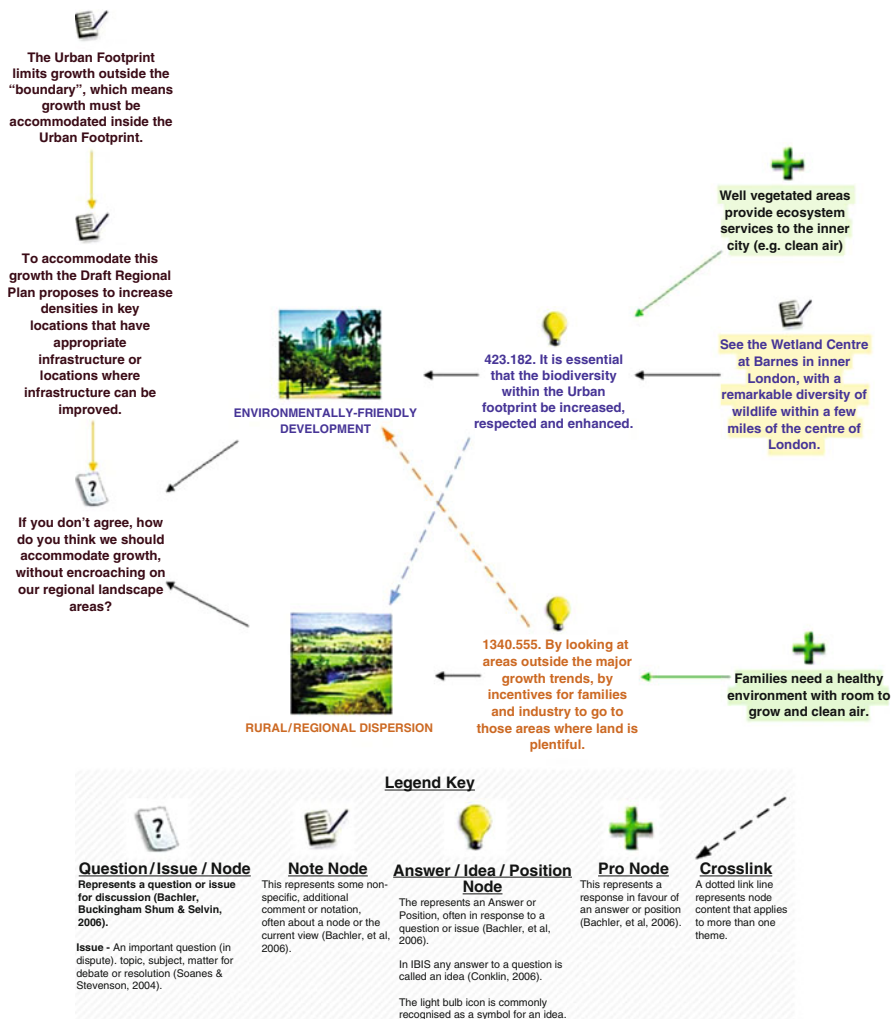 The Urban Footprint
limits growth outside the
“boundary”, which means
growth must be
accommodated inside the
Urban Footprint.
To accommodate this
growth the Draft Regional
Plan proposes to increase
densities in key
locations that have
appropriate
infrastructure or
locations where
infrastructure can be
improved.
?
If you don’t agree, how
do you think we should
accommodate growth,
without encroaching on
our regional landscape
areas?
ENVIRONMENTALLY-FRIENDLY
DEVELOPMENT
RURAL/REGIONAL DISPERSION
423.182. It is essential
that the biodiversity
within the Urban
footprint be increased,
respected and enhanced.
1340.555. By looking at
areas outside the major
growth trends, by
incentives for families
and industry to go to
those areas where land is
plentiful.
Well vegetated areas
provide ecosystem
services to the inner
city (e.g. clean air)
See the Wetland Centre
at Barnes in inner
London, with a
remarkable diversity of
wildlife within a few
miles of the centre of
London.
Families need a healthy
environment with room to
grow and clean air.
Legend Key
?
Question/Issue/Node
Represents a question or issue
for discussion (Bachler,
Buckingham Shum & Selvin,
2006).
Issue - An important question (in
dispute). topic, subject, matter for
debate or resolution (Soanes &
Stevenson, 2004).
Note Node
This represents some non-
specific, additional
comment or notation,
often about a node or the
current view (Bachler, et al,
2006).
Answer / Idea / Position
Node
The represents an Answer or
Position, often in response to a
question or issue (Bachler, et al,
2006).
In IBIS any answer to a question is
called an idea (Conklin, 2006).
The light bulb icon is commonly
recognised as a symbol for an idea.
Pro Node
This represents a
response in favour of
an answer or position
(Bachler, et al, 2006).
Crosslink
A dotted link line
represents node
content that applies
to more than one
theme.